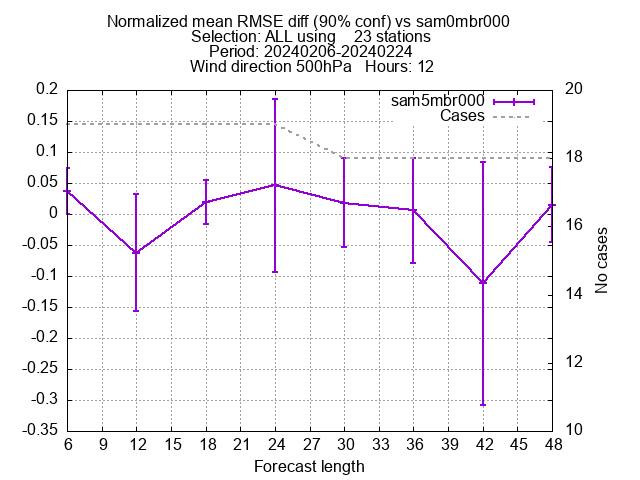 Normalized mean RMSE diff (90% conf) vs sam0mbr000
Selection: ALL using    23 stations
Period: 20240206-20240224
Wind direction 500hPa   Hours: 12
sam5mbr000
Cases
0.2
0.15
0.1
0.05
0
-0.05
-0.1
-0.15
-0.2
-0.25
-0.3
-0.35
20
18
16
14
12
10
No cases
6 9 12 15 18 21 24 27 30 33 36 39 42 45 48
Forecast length